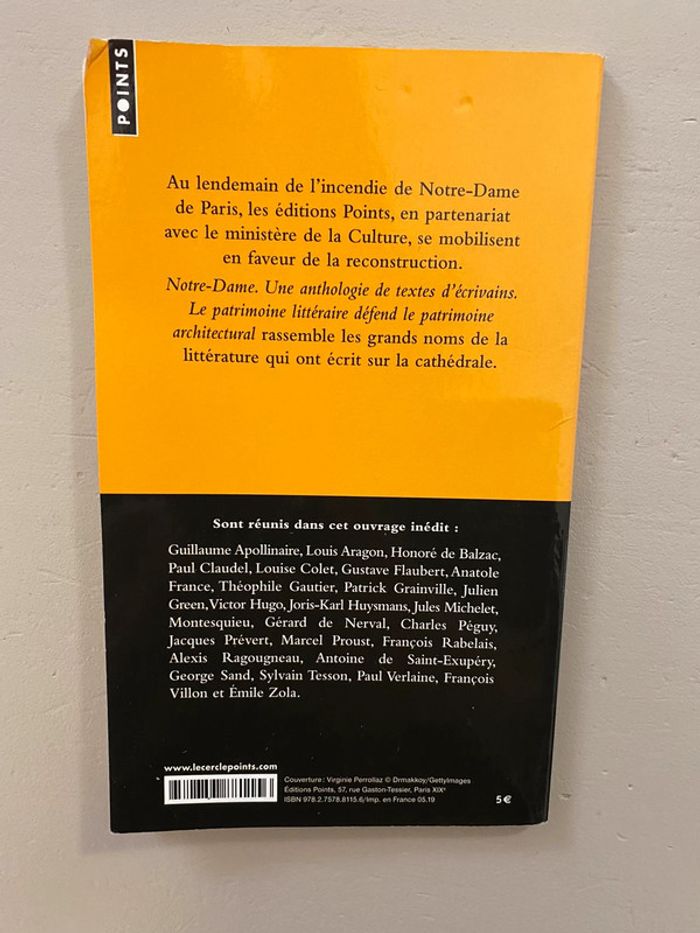 POINTS
Au lendemain de l'incendie de Notre-Dame
de Paris, les éditions Points, en partenariat
avec le ministère de la Culture, se mobilisent
en faveur de la reconstruction.
Notre-Dame. Une anthologie de textes d'écrivains.
Le patrimoine littéraire défend le patrimoine
architectural rassemble les grands noms de la
littérature qui ont écrit sur la cathédrale.
Sont réunis dans cet ouvrage inédit :
Guillaume Apollinaire, Louis Aragon, Honoré de Balzac,
Paul Claudel, Louise Colet, Gustave Flaubert, Anatole
France, Théophile Gautier, Patrick Grainville, Julien
Green, Victor Hugo, Joris-Karl Huysmans, Jules Michelet,
Montesquieu, Gérard de Nerval, Charles Péguy,
Jacques Prévert, Marcel Proust, François Rabelais,
Alexis Ragougneau, Antoine de Saint-Exupéry,
George Sand, Sylvain Tesson, Paul Verlaine, François
Villon et Émile Zola.
www.lecerclepoints.com
Couverture : Virginie Perrollaz © Drmakkoy/GettyImages
Éditions Points, 57, rue Gaston-Tessier, Paris XIXe
ISBN 978.2.7578.8115.6/Imp. en France 05.19
5 €